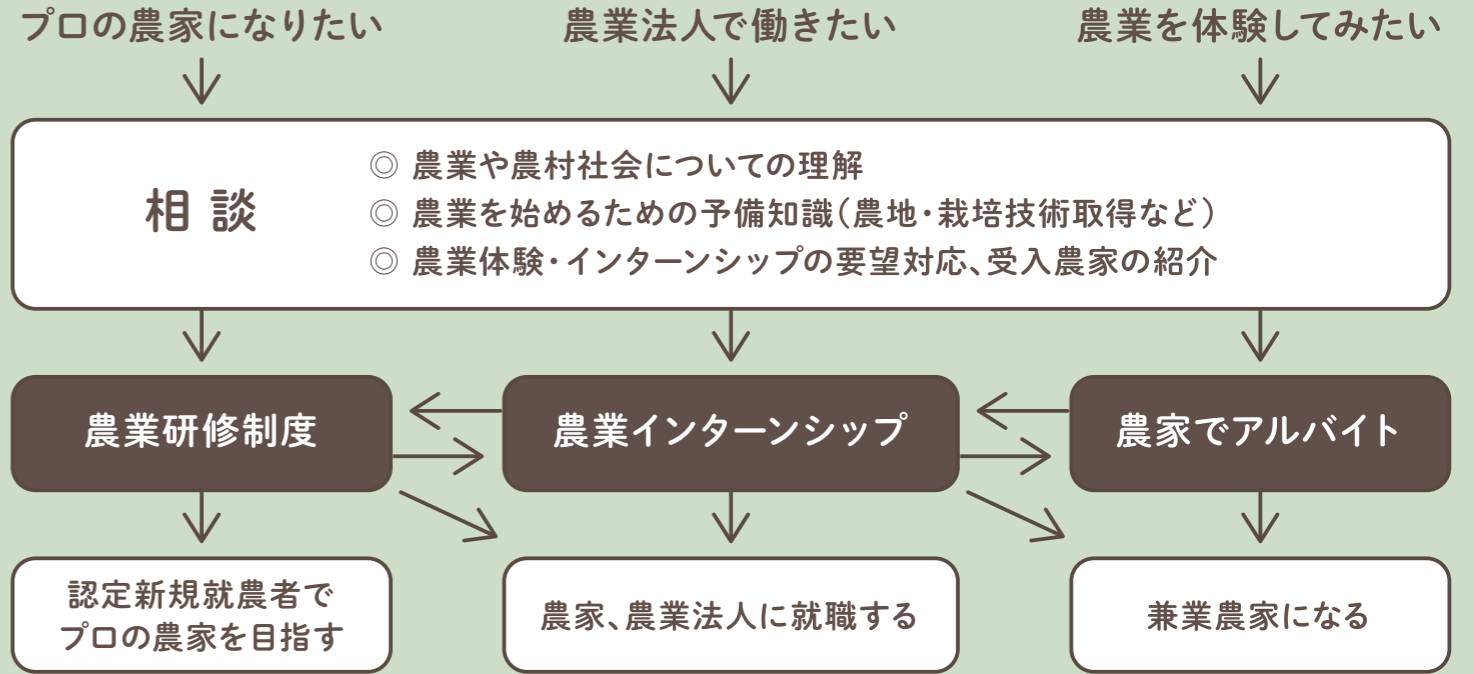 プロの農家になりたい
農業法人で働きたい
農業を体験してみたい
相談
◎ 農業や農村社会についての理解
◎ 農業を始めるための予備知識（農地・栽培技術取得など）
◎ 農業体験・インターンシップの要望対応、受入農家の紹介
農業研修制度
農業インターンシップ
農家でアルバイト
認定新規就農者で
プロの農家を目指す
農家、農業法人に就職する
兼業農家になる